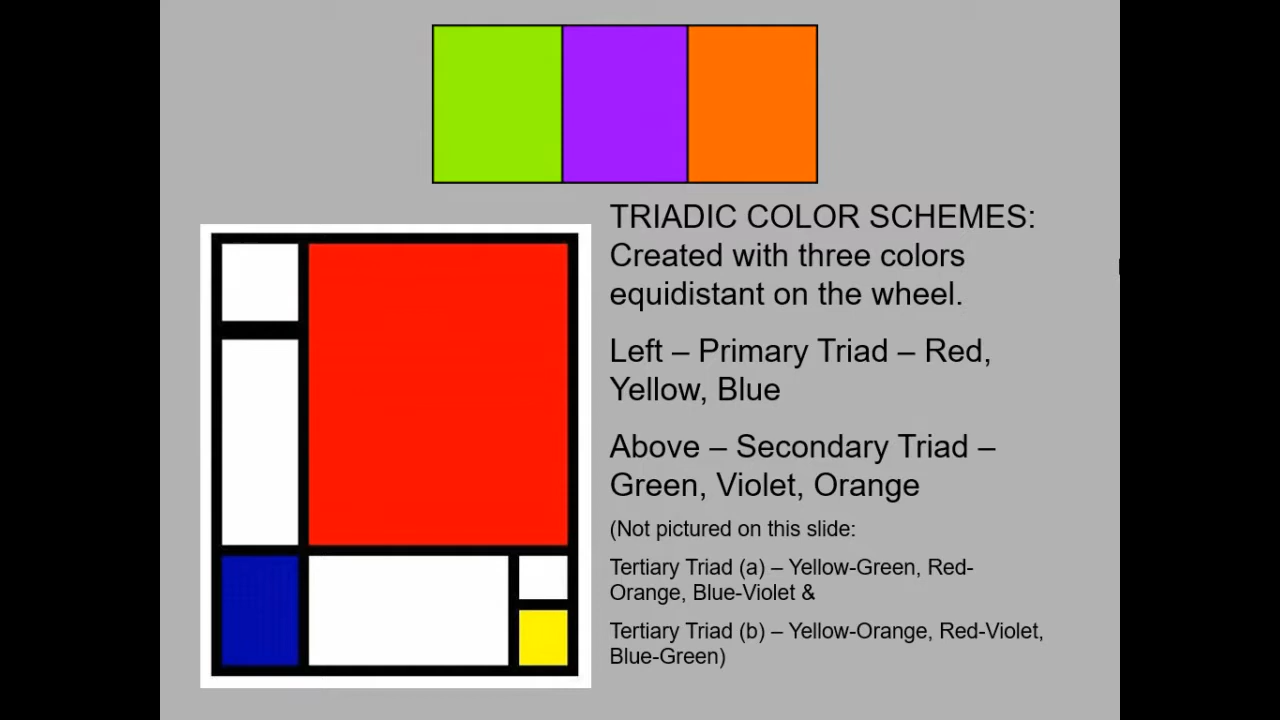 TRIADIC COLOR SCHEMES:
Created with three colors
equidistant on the wheel.
Left – Primary Triad – Red,
Yellow, Blue
Above – Secondary Triad –
Green, Violet, Orange
(Not pictured on this slide:
Tertiary Triad (a) – Yellow-Green, Red-
Orange, Blue-Violet &
Tertiary Triad (b) – Yellow-Orange, Red-Violet,
Blue-Green)